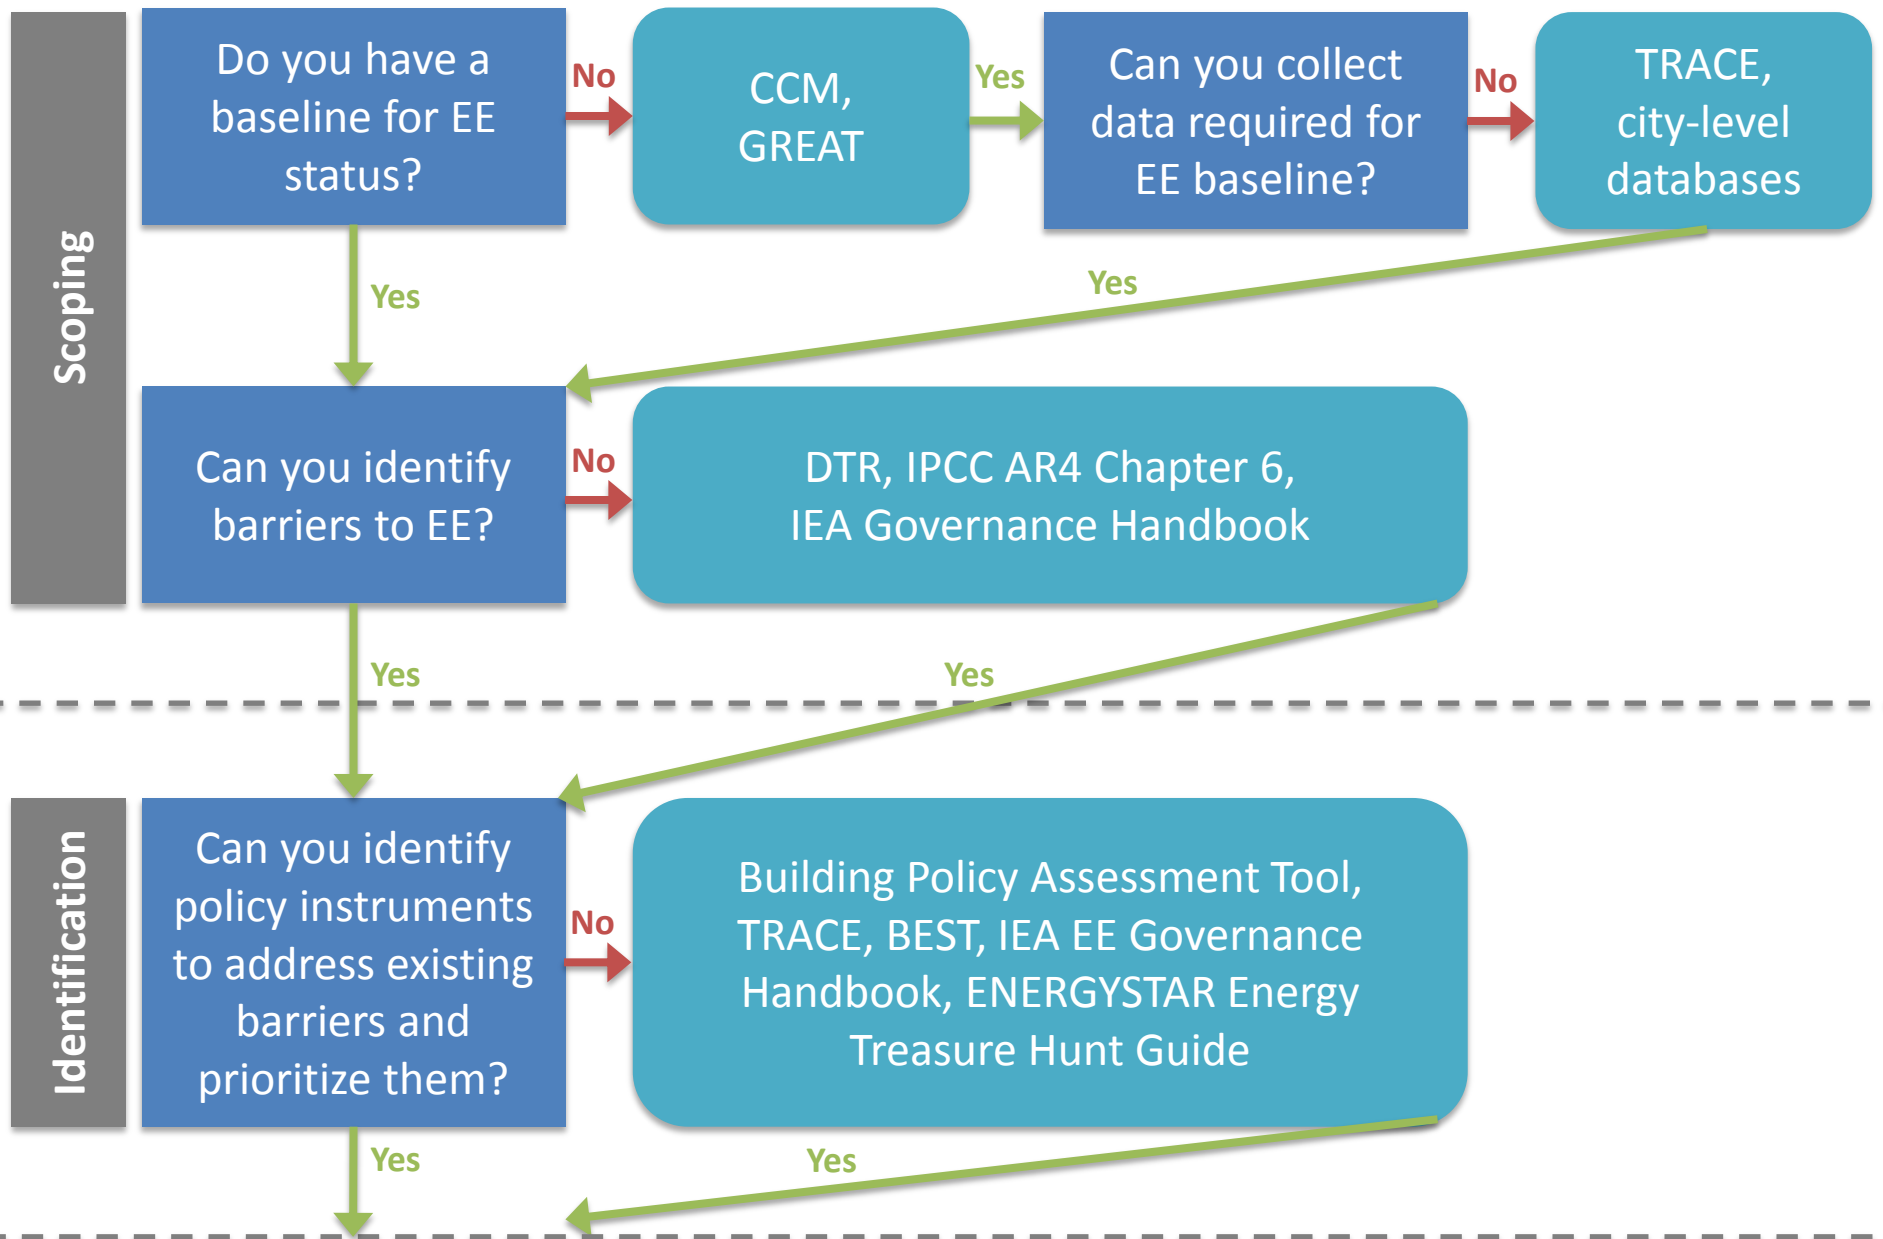 Scoping
Do you have a
baseline for EE
status?
No
CCM,
GREAT
Yes
Can you collect
data required for
EE baseline?
No
TRACE,
city-level
databases
Yes
Yes
Can you identify
barriers to EE?
No
DTR, IPCC AR4 Chapter 6,
IEA Governance Handbook
Yes
Yes
Identification
Can you identify
policy instruments
to address existing
barriers and
prioritize them?
No
Building Policy Assessment Tool,
TRACE, BEST, IEA EE Governance
Handbook, ENERGYSTAR Energy
Treasure Hunt Guide
Yes
Yes